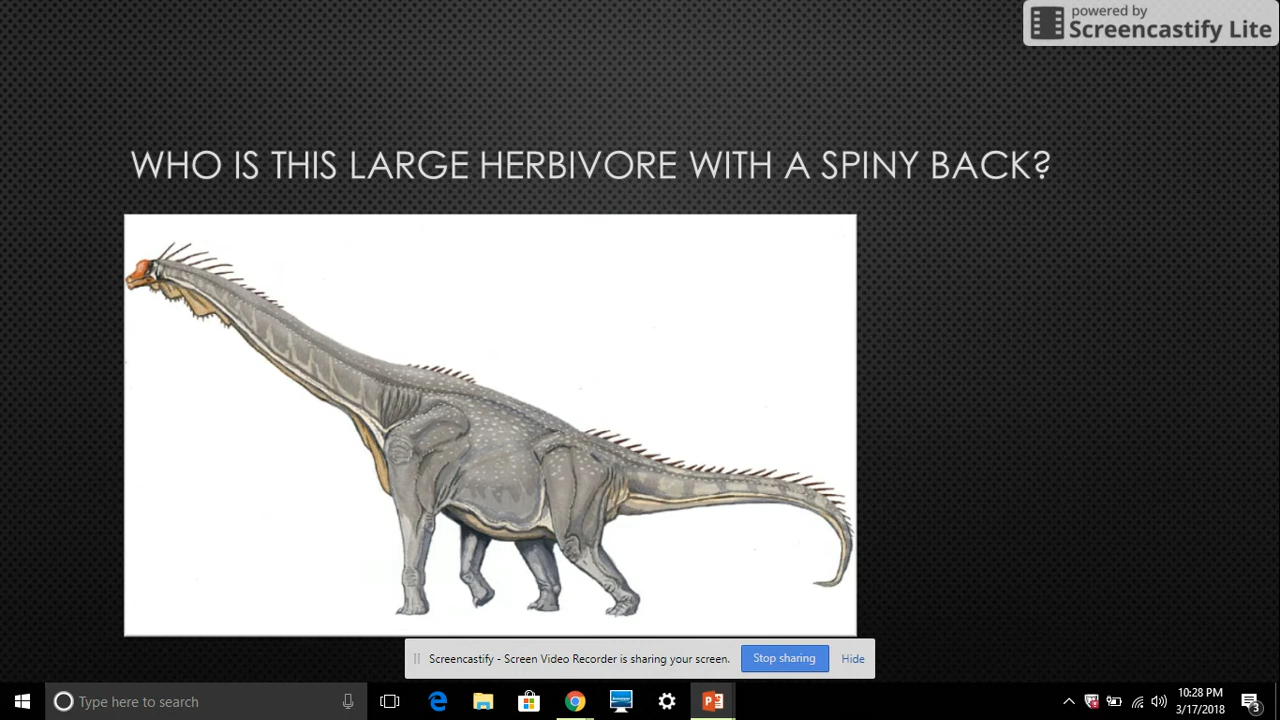 powered by
Screencastify Lite
WHO IS THIS LARGE HERBIVORE WITH A SPINY BACK?
Screencastify - Screen Video Recorder is sharing your screen.
Stop sharing
Hide
Type here to search
10:28 PM
3/17/2018
3